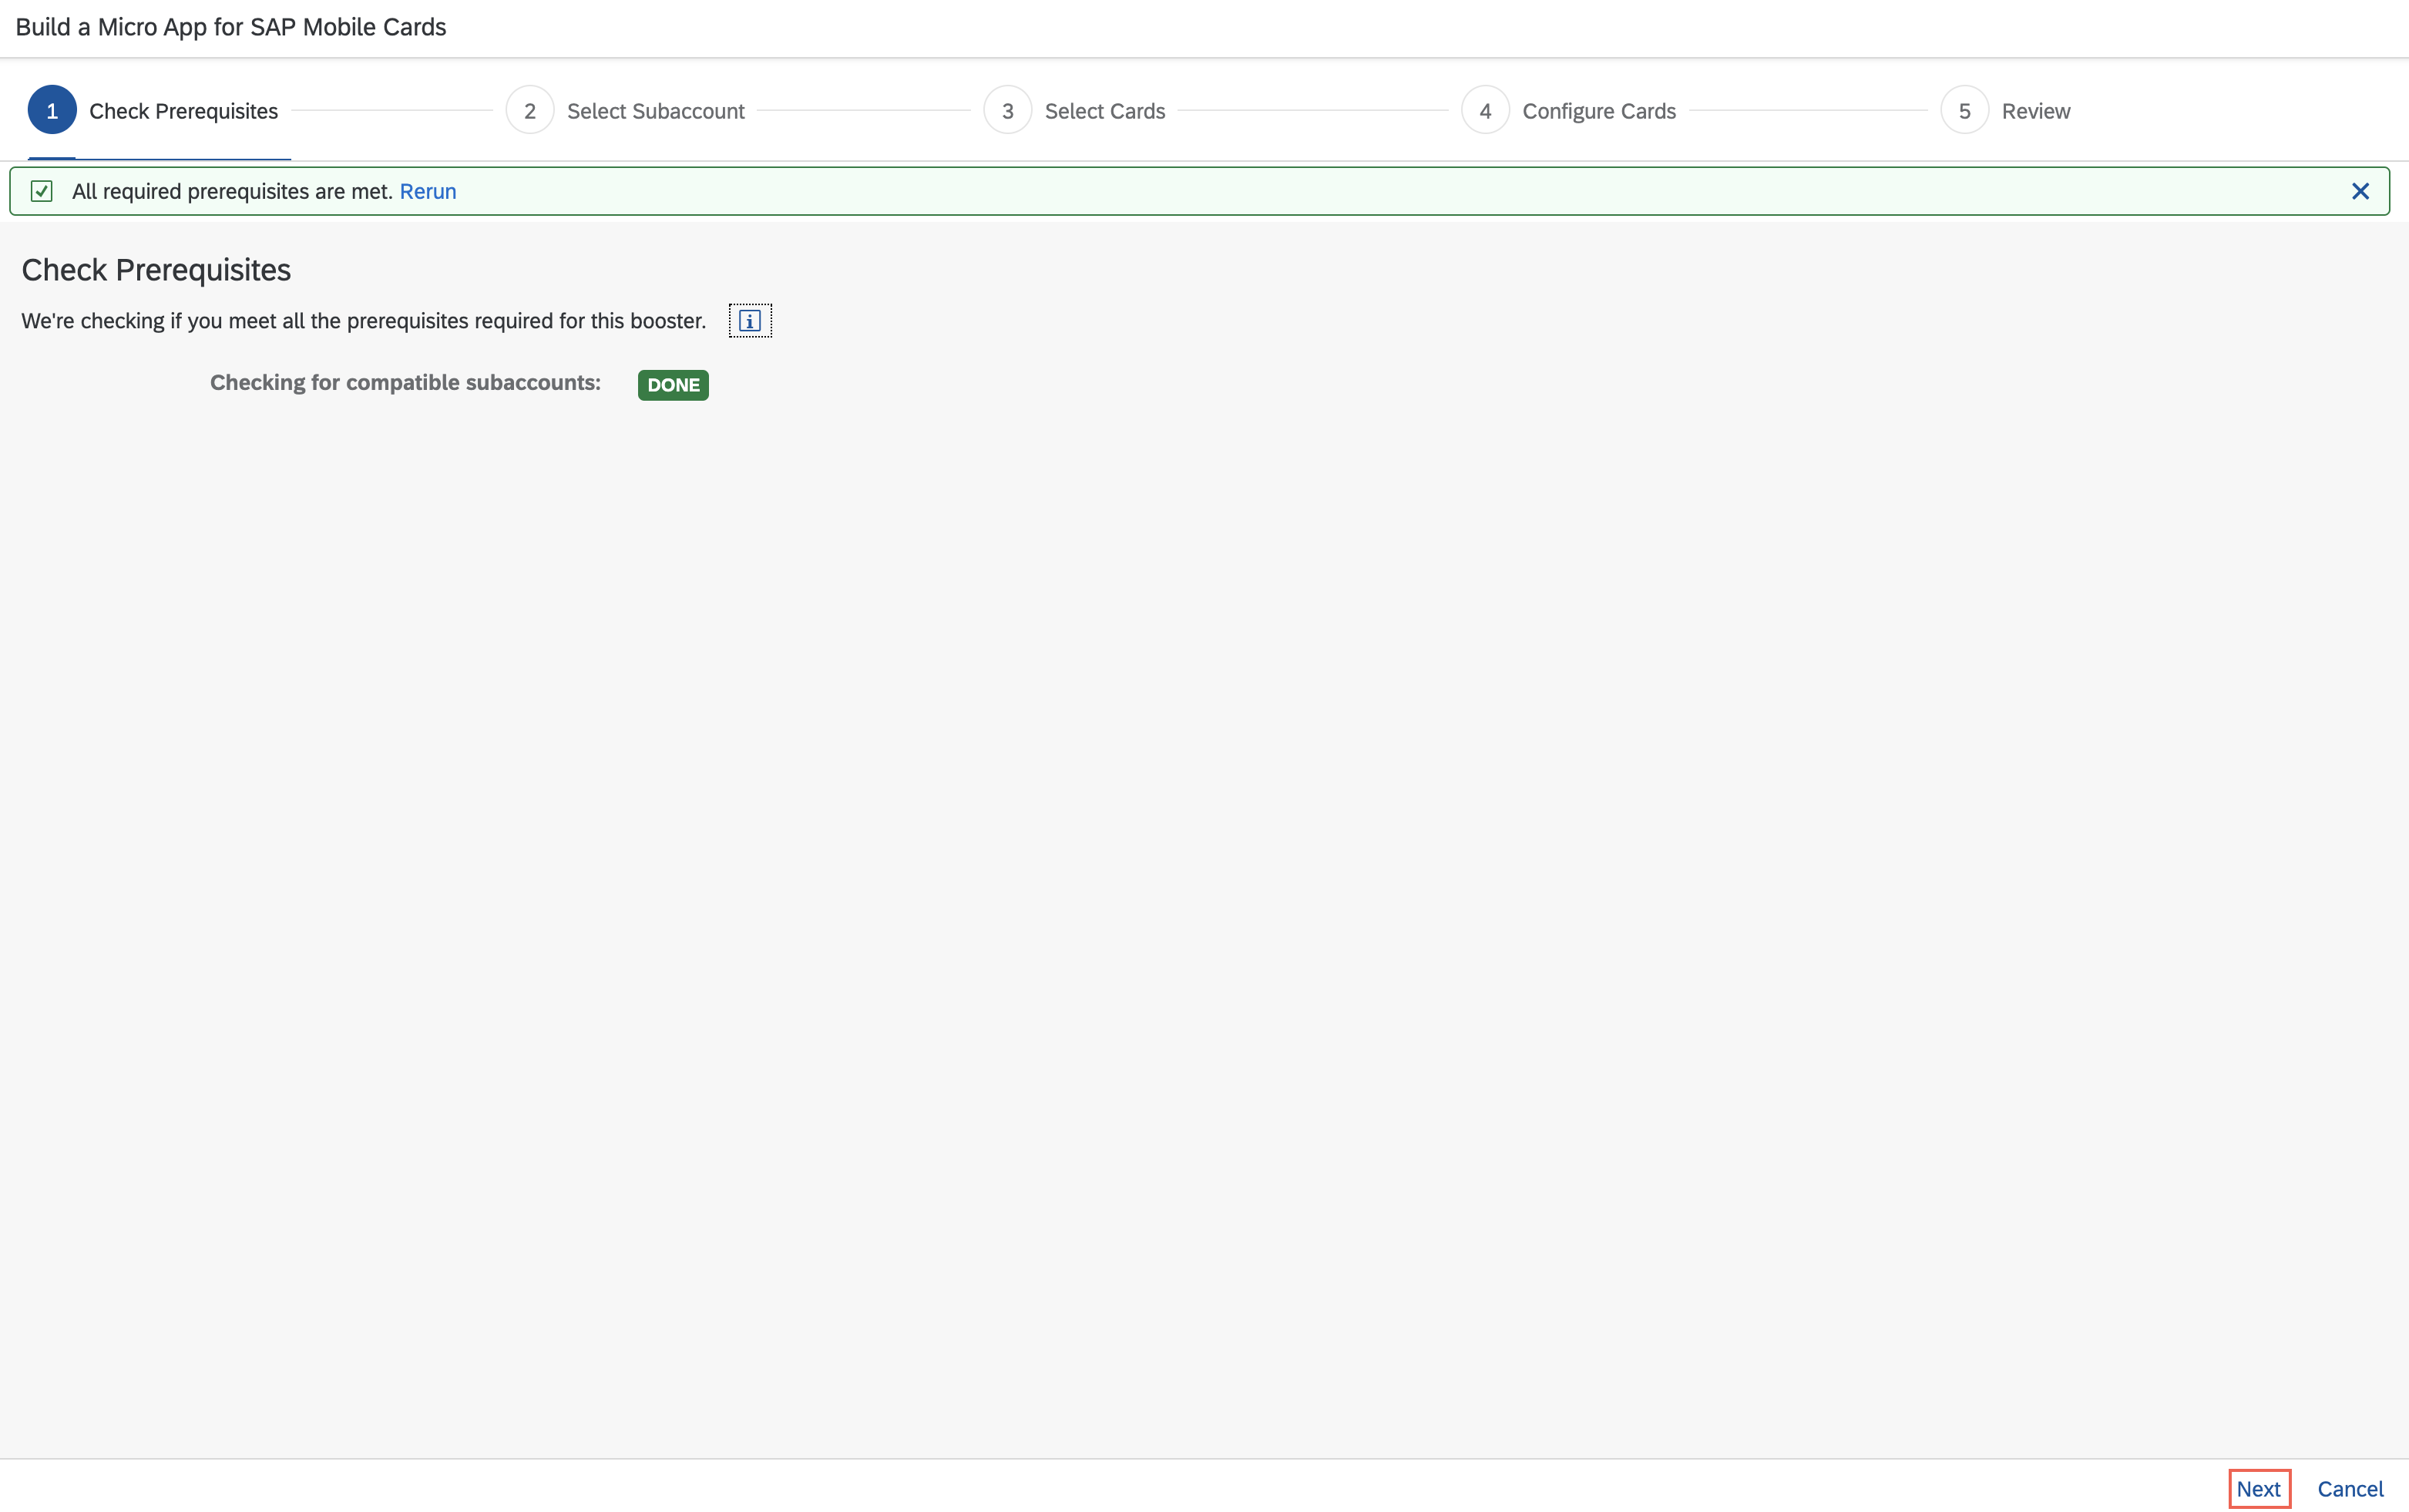 Build a Micro App for SAP Mobile Cards
1 Check Prerequisites 2 Select Subaccount 3 Select Cards 4 Configure Cards 5 Review
All required prerequisites are met. Rerun
Check Prerequisites
We're checking if you meet all the prerequisites required for this booster.
Checking for compatible subaccounts: DONE
Next Cancel